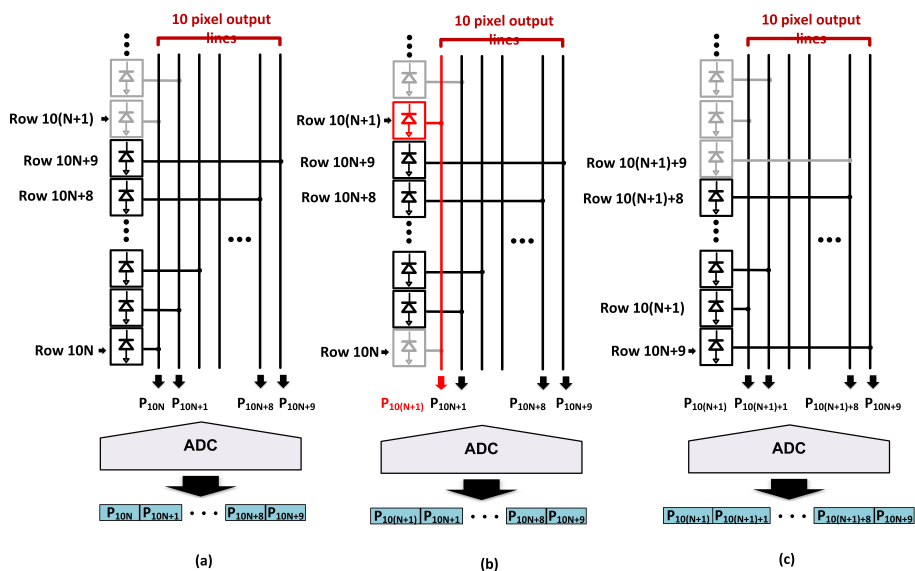 10 pixel output
lines
Row 10(N+1)
Row 10N+9
Row 10N+8
Row 10N
P10N P10N+1 P10N+8 P10N+9
ADC
P10N P10N+1 P10N+8 P10N+9
(a)
10 pixel output
lines
Row 10(N+1)
Row 10N+9
Row 10N+8
Row 10N
P10(N+1) P10N+1 P10N+8 P10N+9
ADC
P10(N+1) P10N+1 P10N+8 P10N+9
(b)
10 pixel output
lines
Row 10(N+1)+9
Row 10(N+1)+8
Row 10(N+1)
Row 10N+9
P10(N+1) P10(N+1)+1 P10(N+1)+8 P10N+9
ADC
P10(N+1) P10(N+1)+1 P10(N+1)+8 P10N+9
(c)